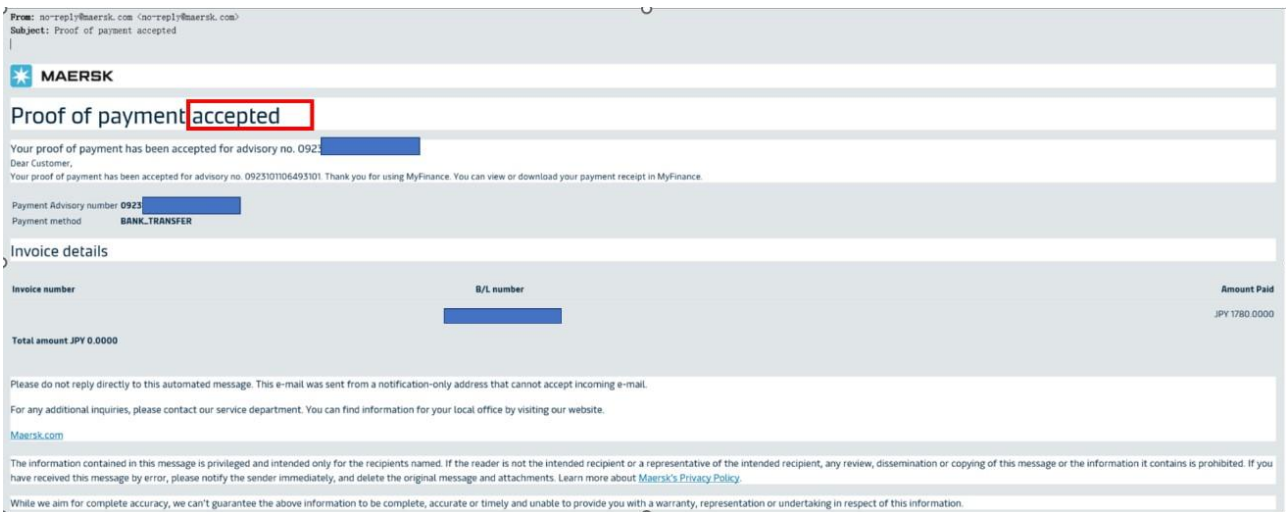 From: no-reply@maersk.com <no-reply@maersk.com>
Subject: Proof of payment accepted
MAERSK
Proof of payment accepted
Your proof of payment has been accepted for advisory no. 0923
Dear Customer,
Your proof of payment has been accepted for advisory no. 0923101106493101. Thank you for using MyFinance. You can view or download your payment receipt in MyFinance.
Payment Advisory number 0923
Payment method BANK_TRANSFER
Invoice details
Invoice number B/L number Amount Paid
JPY 1780.0000
Total amount JPY 0.0000
Please do not reply directly to this automated message. This e-mail was sent from a notification-only address that cannot accept incoming e-mail.
For any additional inquiries, please contact our service department. You can find information for your local office by visiting our website.
Maersk.com
The information contained in this message is privileged and intended only for the recipients named. If the reader is not the intended recipient or a representative of the intended recipient, any review, dissemination or copying of this message or the information it contains is prohibited. If you
have received this message by error, please notify the sender immediately, and delete the original message and attachments. Learn more about Maersk's Privacy Policy.
While we aim for complete accuracy, we can't guarantee the above information to be complete, accurate or timely and unable to provide you with a warranty, representation or undertaking in respect of this information.